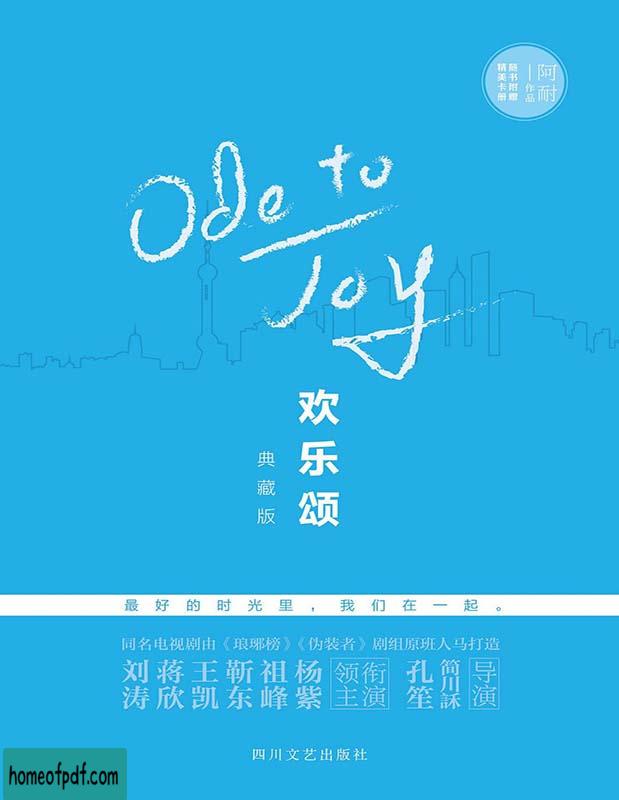 阿耐
作品
随书附赠
精美卡册
Ode to
Joy
欢乐颂
典藏版
最好的时光里，我们在一起。
同名电视剧由《琅琊榜》《伪装者》剧组原班人马打造
刘涛 蒋欣 王凯 靳东 祖峰 杨紫 领衔主演 孔笙 简川訸 导演
四川文艺出版社
homeofpdf.com